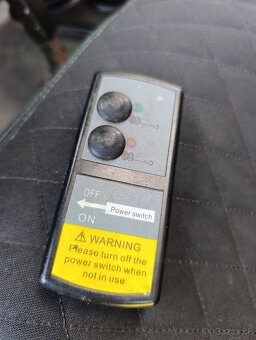 OFF
Power switch
ON
⚠ WARNING
Please turn off the
power switch when
not in use